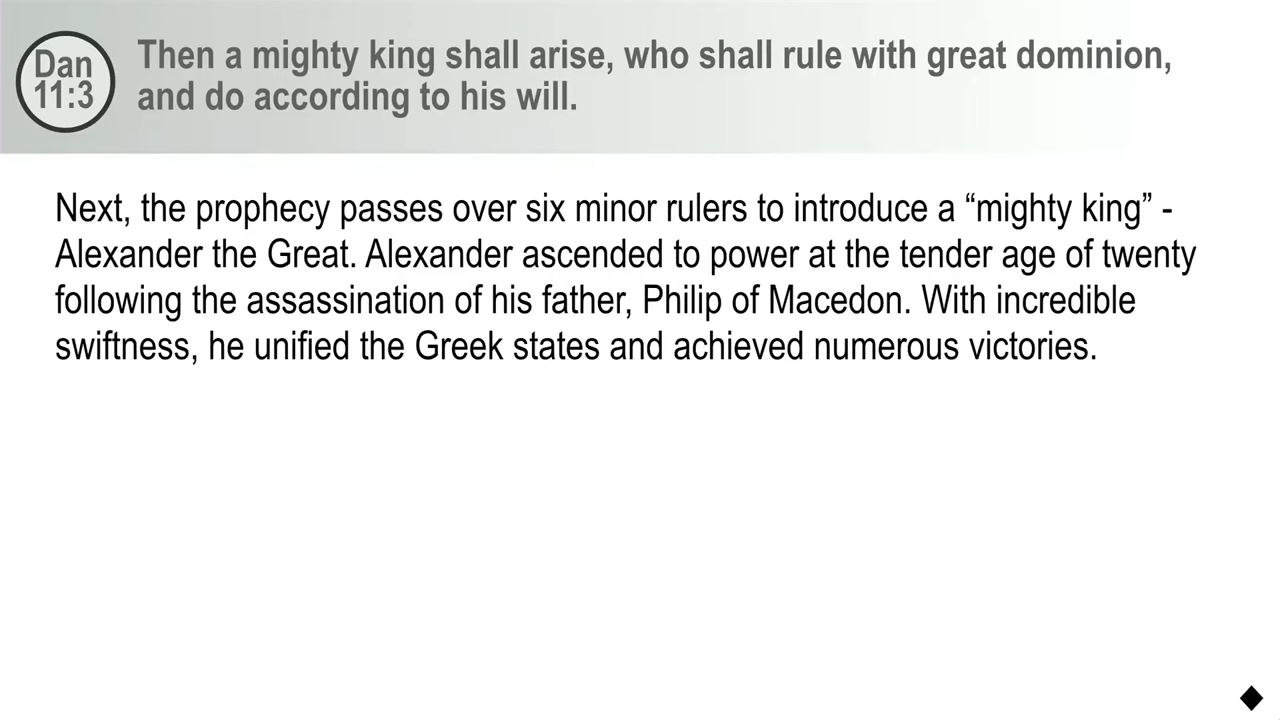 Dan
11:3
Then a mighty king shall arise, who shall rule with great dominion,
and do according to his will.
Next, the prophecy passes over six minor rulers to introduce a “mighty king” -
Alexander the Great. Alexander ascended to power at the tender age of twenty
following the assassination of his father, Philip of Macedon. With incredible
swiftness, he unified the Greek states and achieved numerous victories.